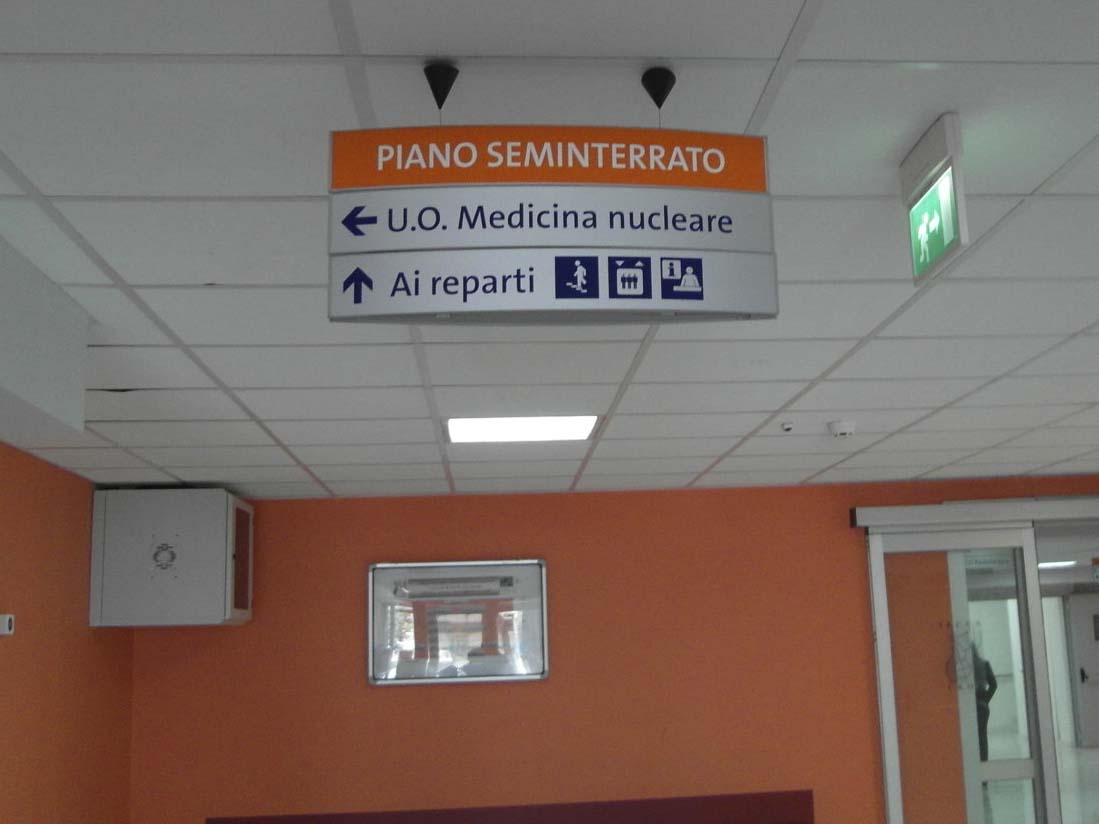 PIANO SEMINTERRATO
U.O. Medicina nucleare
Ai reparti
i